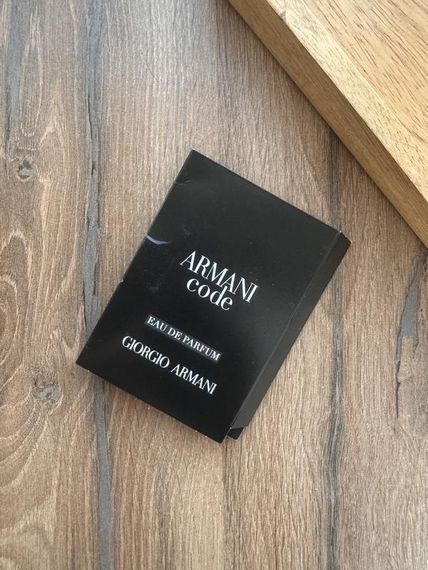 ARMANI
code
EAU DE PARFUM
GIORGIO ARMANI